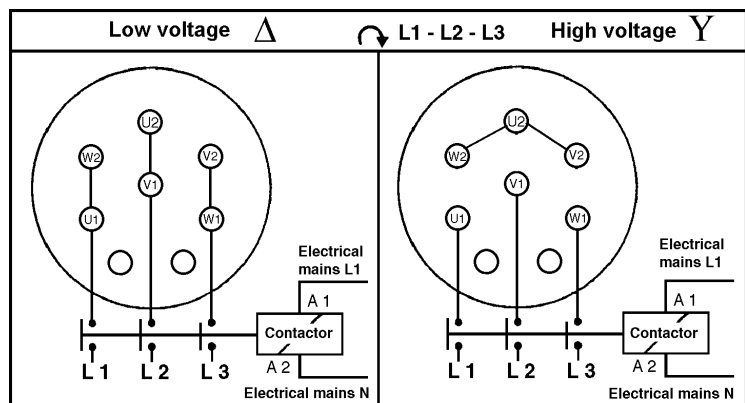 Low voltage Δ
L1 - L2 - L3
High voltage Y
U2
W2
V2
V1
U1
W1
Electrical
mains L1
A 1
Contactor
A 2
L 1
L 2
L 3
Electrical mains N
U2
W2
V2
V1
U1
W1
Electrical
mains L1
A 1
Contactor
A 2
L 1
L 2
L 3
Electrical mains N